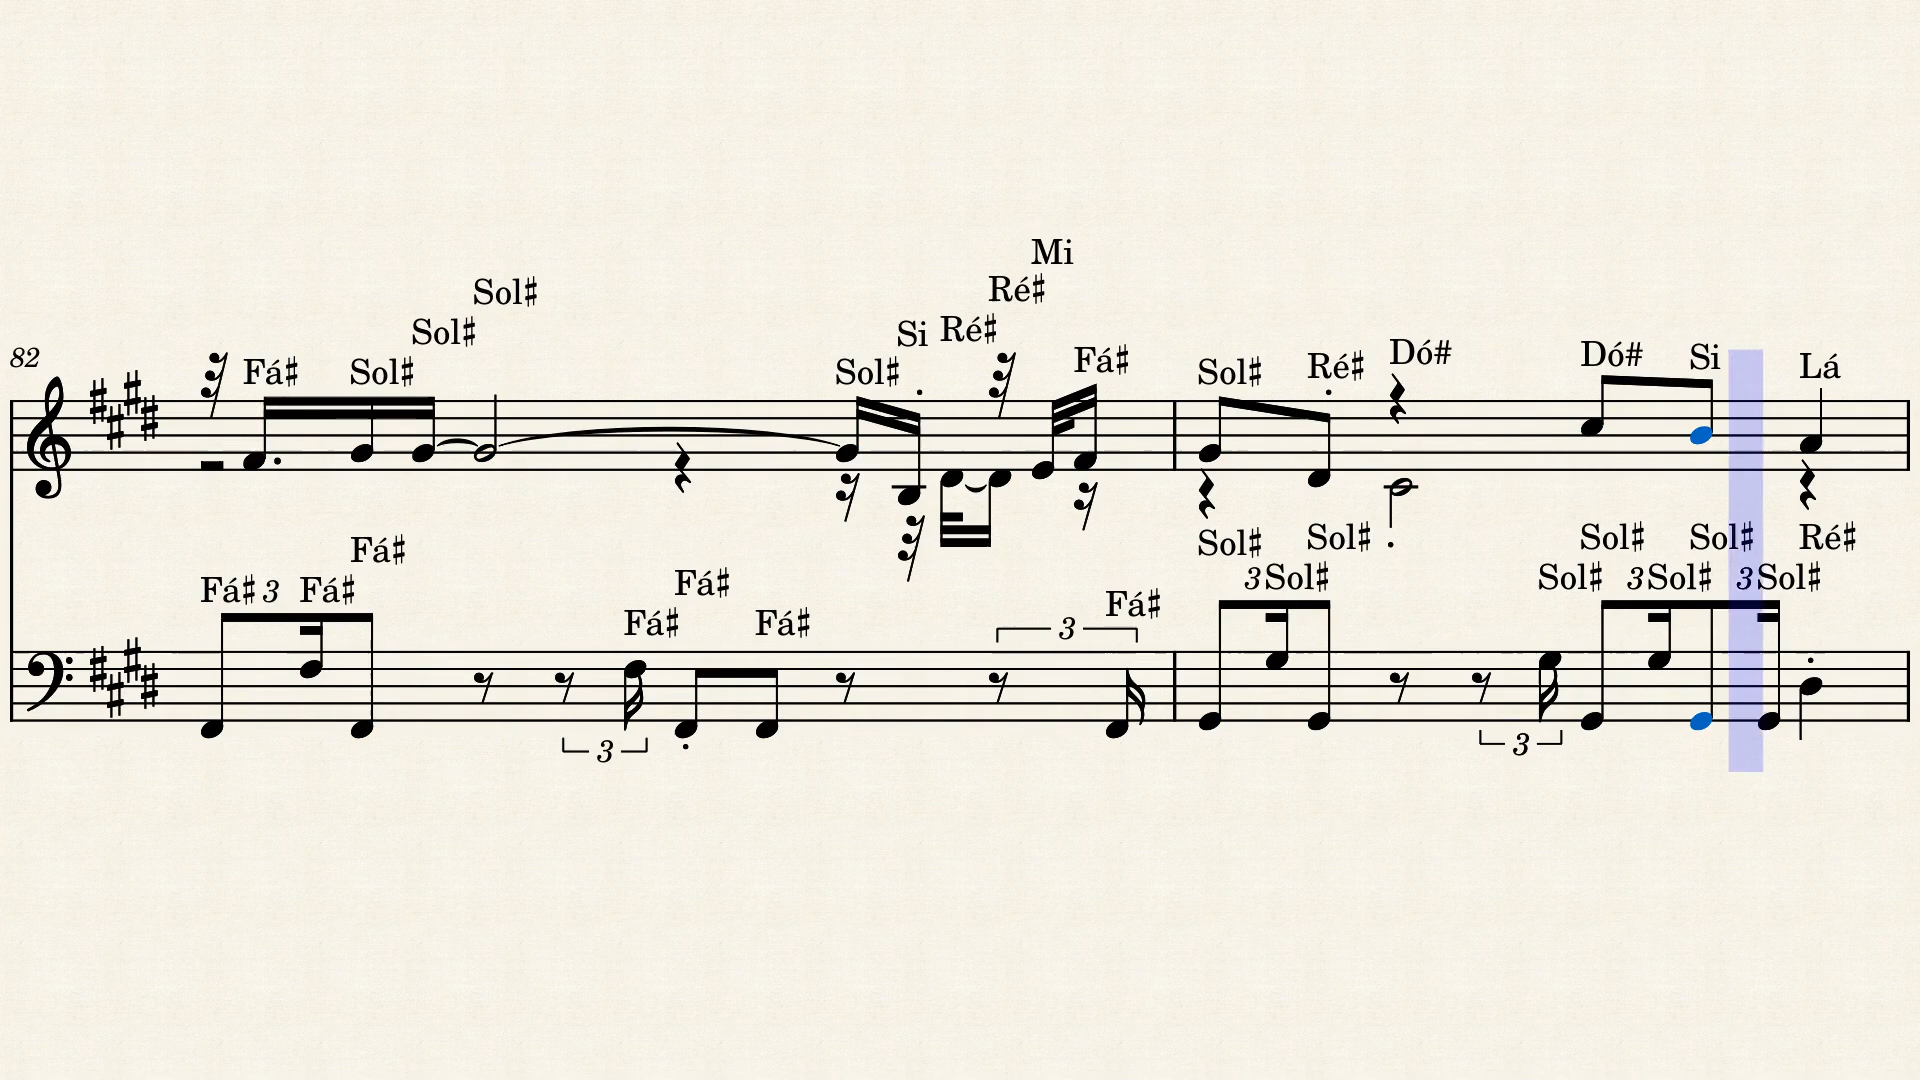 Mi
Sol♯ Ré♯
Sol♯ Si Ré♯
82 Fá♯ Sol♯ Sol♯ Fá♯ Sol♯ Ré♯ Dó# Dó# Si Lá
Fá♯ Fá♯ Sol♯ Sol♯ Sol♯ Sol♯ Ré♯
Fá♯ 3 Fá♯ Fá♯ Fá♯ Fá♯ 3 Fá♯ 3 Sol♯ Sol♯ 3 Sol♯ 3 Sol♯
3 3